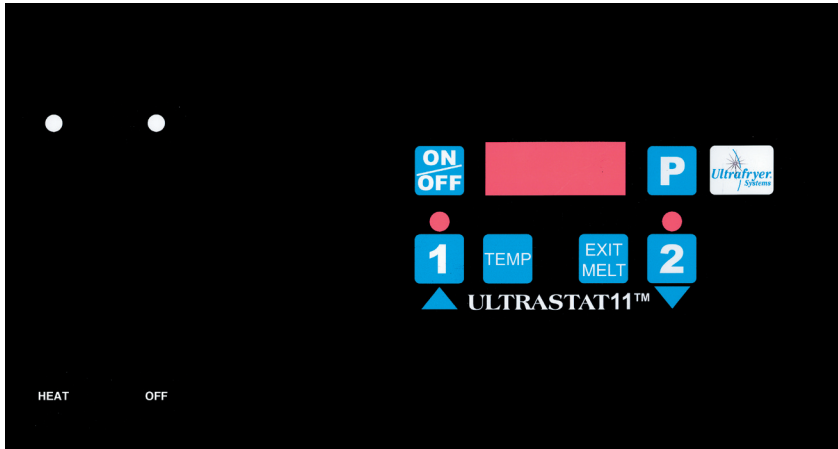 ON
OFF
P
Ultrafryer.
Systems
1
TEMP
EXIT
MELT
2
ULTRASTAT11™
HEAT
OFF